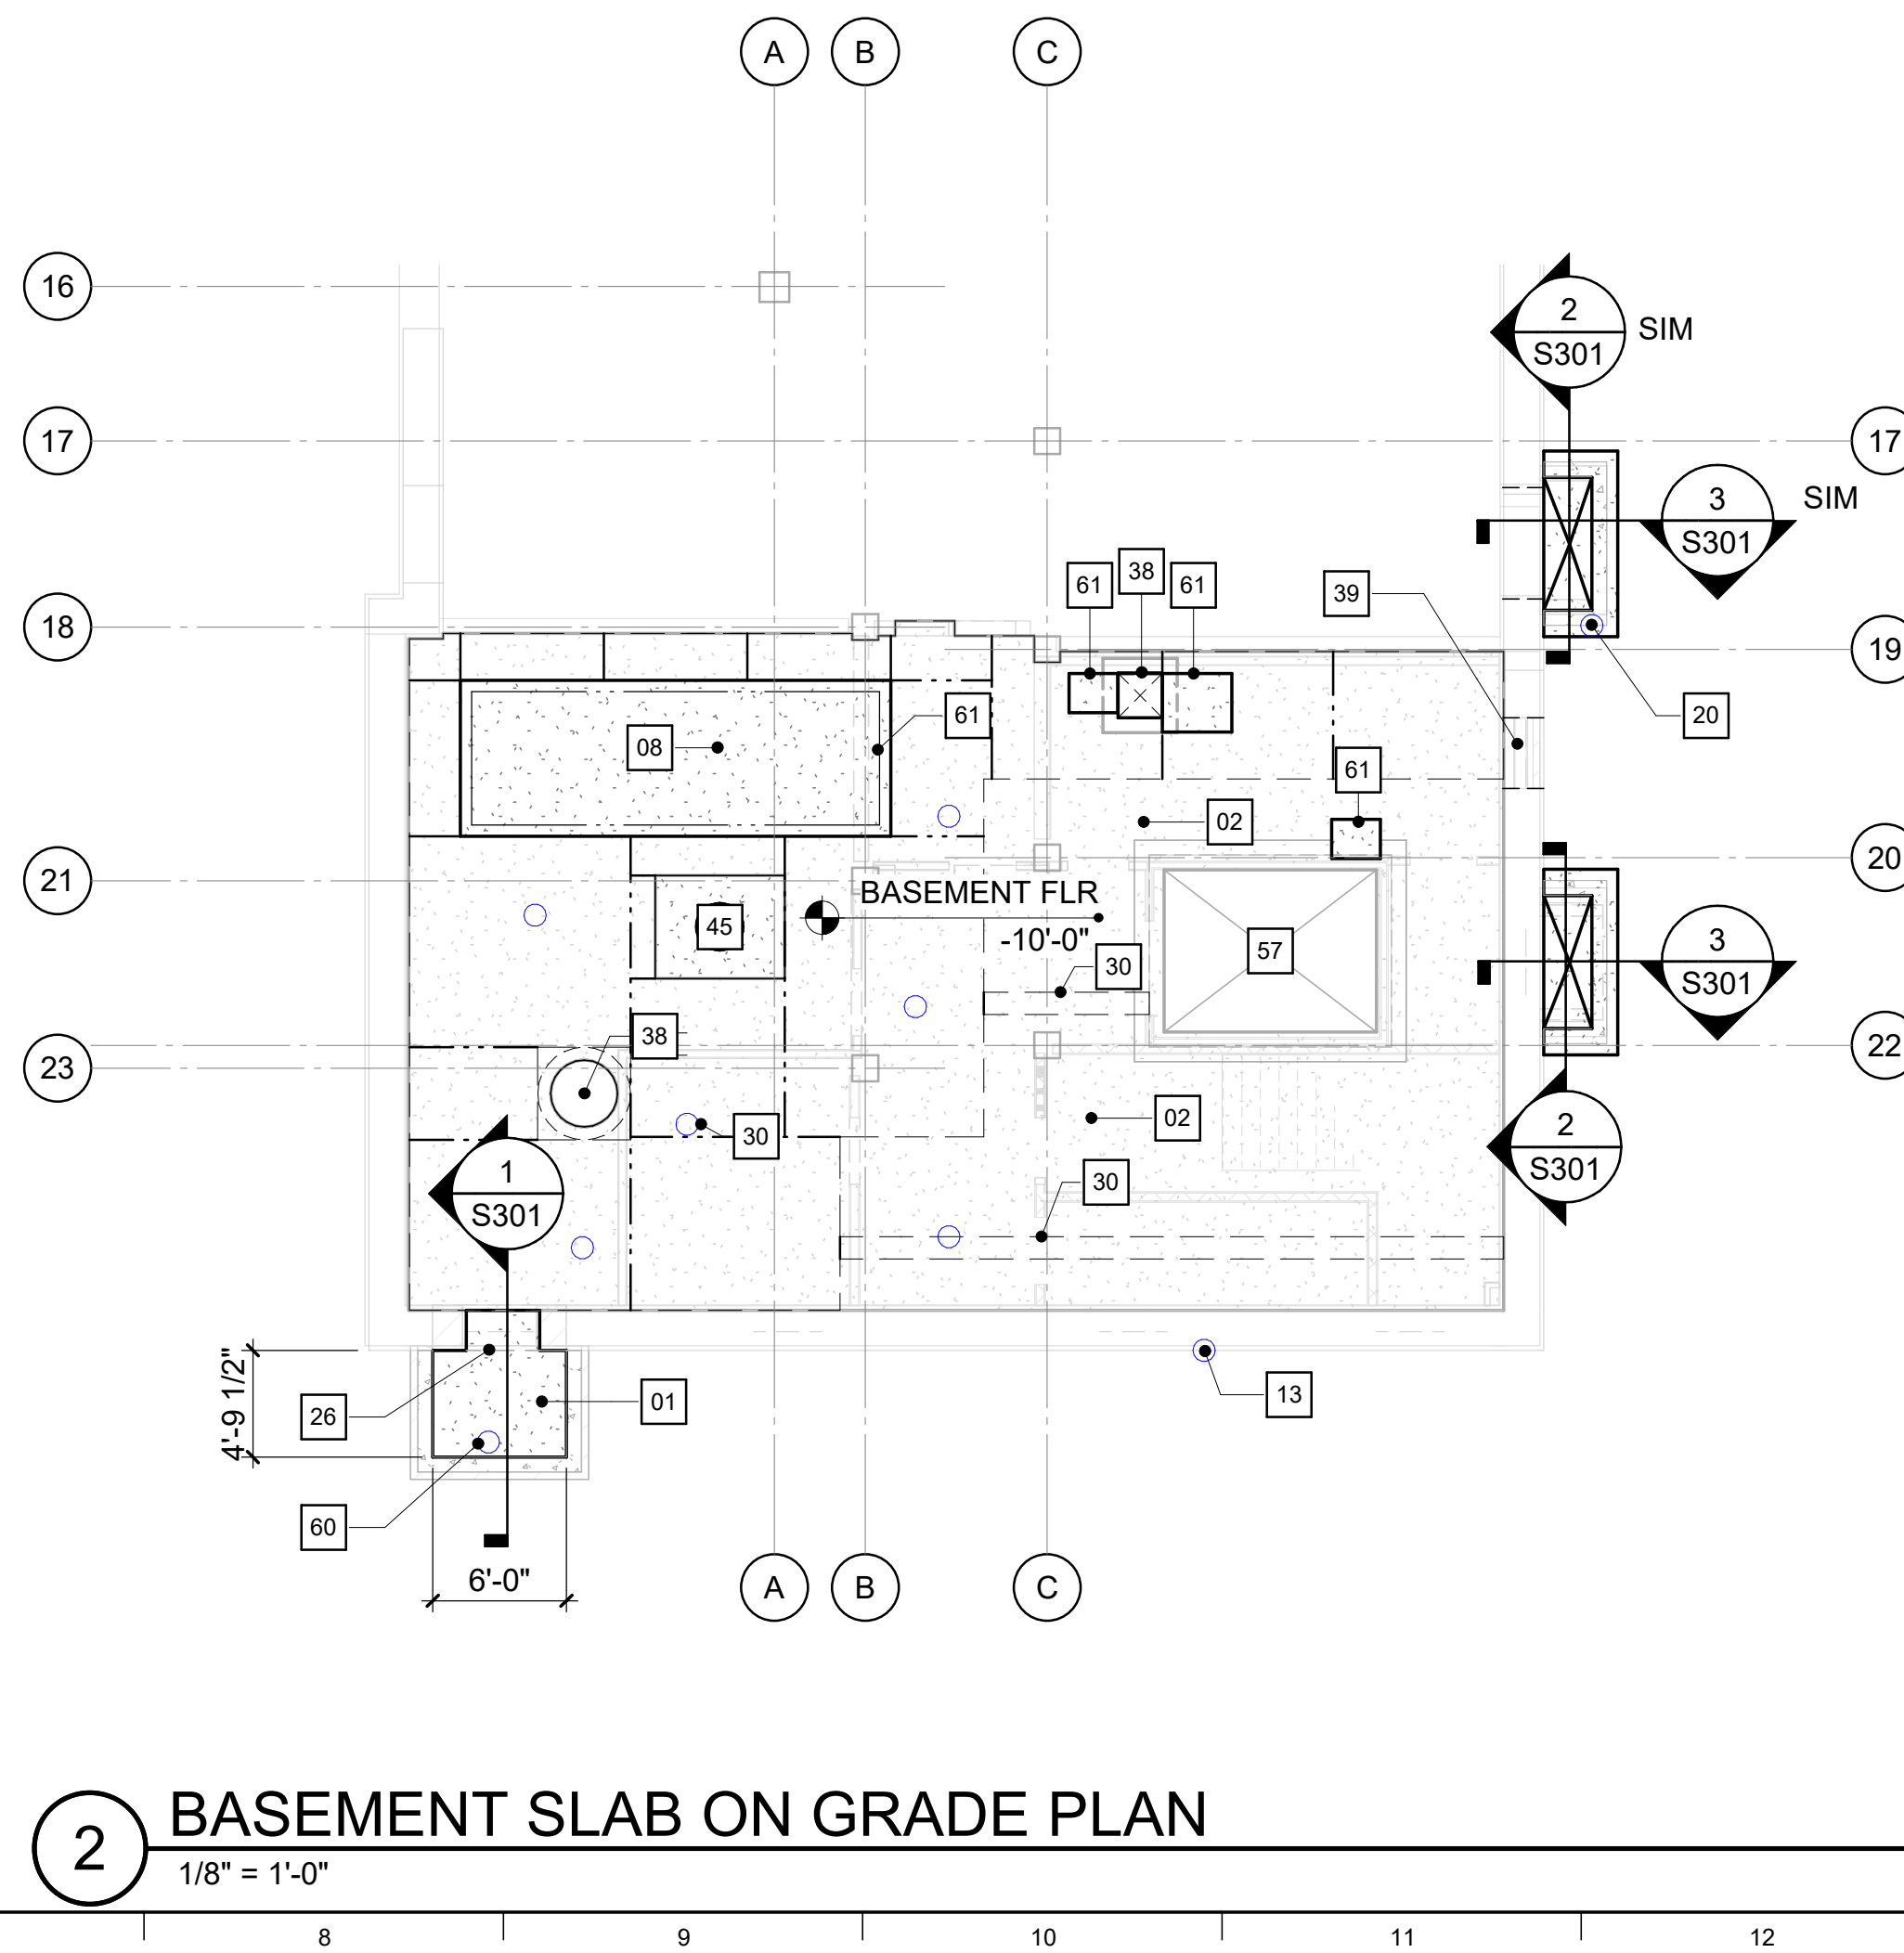 A
B
C
16
2
S301
SIM
17
17
3
S301
SIM
61
38
61
39
18
19
61
20
08
61
02
20
21
BASEMENT FLR
-10'-0"
45
57
3
S301
30
38
22
23
02
30
2
S301
1
S301
30
4'-9 1/2"
26
01
13
60
6'-0"
A
B
C
2
BASEMENT SLAB ON GRADE PLAN
1/8" = 1'-0"
8
9
10
11
12